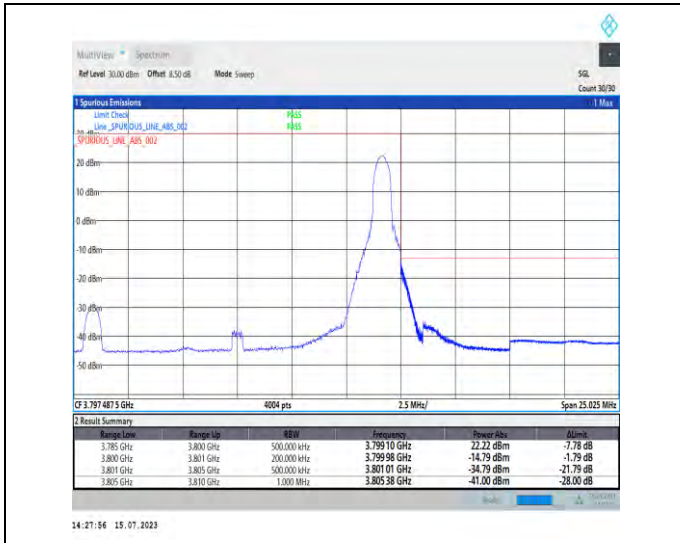 MultiView Spectrum
Ref Level 30.00 dBm Offset 8.50 dB Mode Sweep SGL
Count 30/30
1 Spurious Emissions 1 Max
Limit Check PASS
Line _SPURIOUS_LINE_ABS_002 PASS
_SPURIOUS_LINE_ABS_002
20 dBm
10 dBm
0 dBm
-10 dBm
-20 dBm
-30 dBm
-40 dBm
-50 dBm
CF 3.797 487 5 GHz 4004 pts 2.5 MHz/ Span 25.025 MHz
2 Result Summary
Range Low Range Up RBW Frequency Power Abs ΔLimit
3.785 GHz 3.800 GHz 500.000 kHz 3.799 10 GHz 22.22 dBm -7.78 dB
3.800 GHz 3.801 GHz 200.000 kHz 3.799 98 GHz -14.79 dBm -1.79 dB
3.801 GHz 3.805 GHz 500.000 kHz 3.801 01 GHz -34.79 dBm -21.79 dB
3.805 GHz 3.810 GHz 1.000 MHz 3.805 38 GHz -41.00 dBm -28.00 dB
14:27:56 15.07.2023